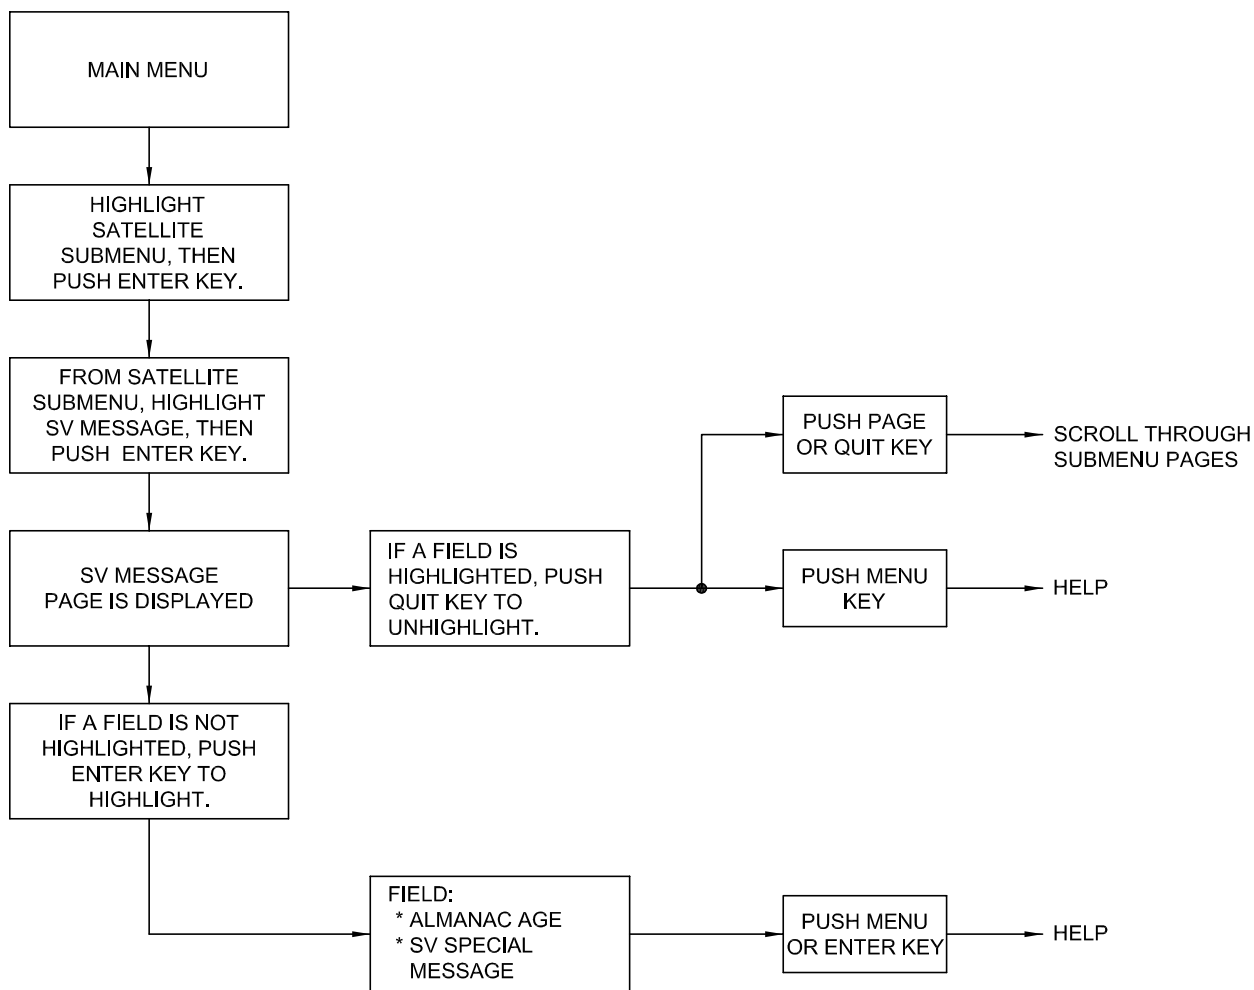 MAIN MENU
HIGHLIGHT
SATELLITE
SUBMENU, THEN
PUSH ENTER KEY.
FROM SATELLITE
SUBMENU, HIGHLIGHT
SV MESSAGE, THEN
PUSH ENTER KEY.
PUSH PAGE
OR QUIT KEY
SCROLL THROUGH
SUBMENU PAGES
SV MESSAGE
PAGE IS DISPLAYED
IF A FIELD IS
HIGHLIGHTED, PUSH
QUIT KEY TO
UNHIGHLIGHT.
PUSH MENU
KEY
HELP
IF A FIELD IS NOT
HIGHLIGHTED, PUSH
ENTER KEY TO
HIGHLIGHT.
FIELD:
* ALMANAC AGE
* SV SPECIAL
MESSAGE
PUSH MENU
OR ENTER KEY
HELP